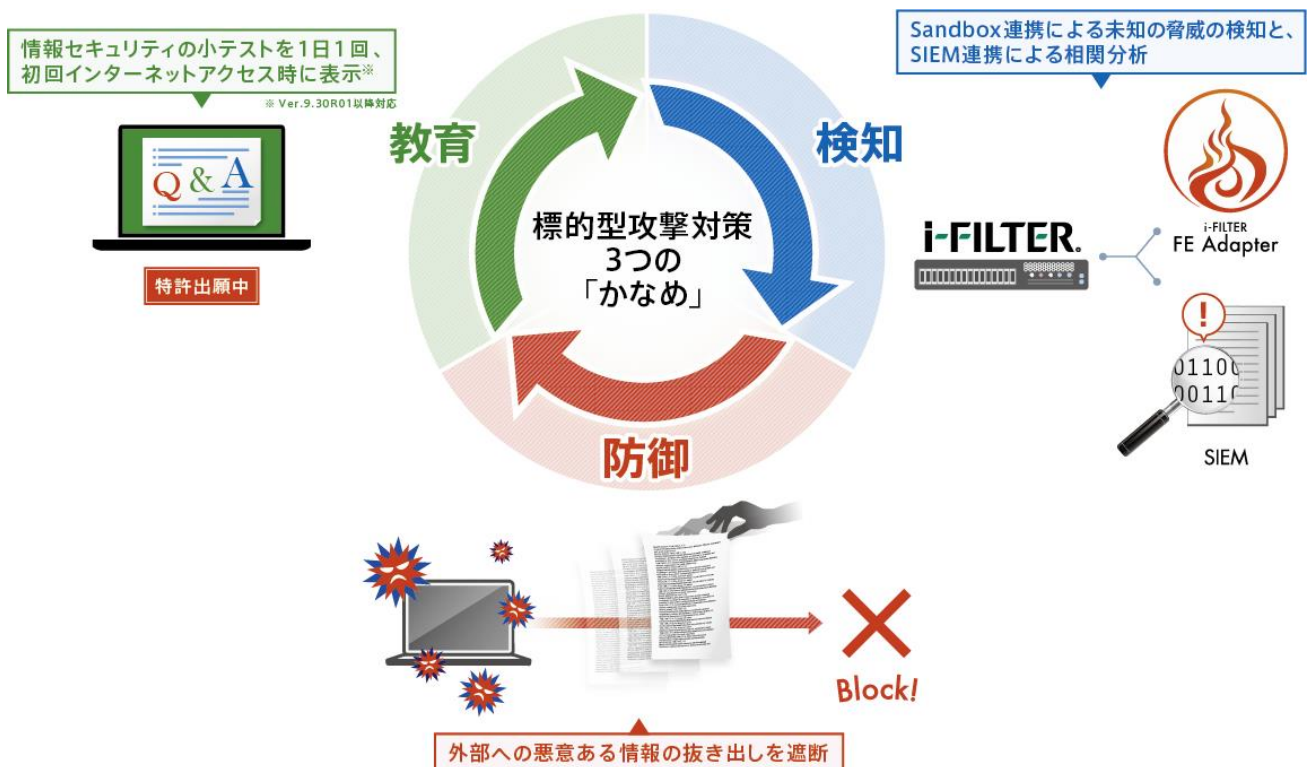 情報セキュリティの小テストを1日1回、
初回インターネットアクセス時に表示※
※ Ver.9.30R01以降対応
Q & A
特許出願中
教育
検知
標的型攻撃対策
3つの
「かなめ」
防御
Sandbox連携による未知の脅威の検知と、
SIEM連携による相関分析
i-FILTER.
i-FILTER
FE Adapter
!
01100
00110
SIEM
Block!
外部への悪意ある情報の抜き出しを遮断